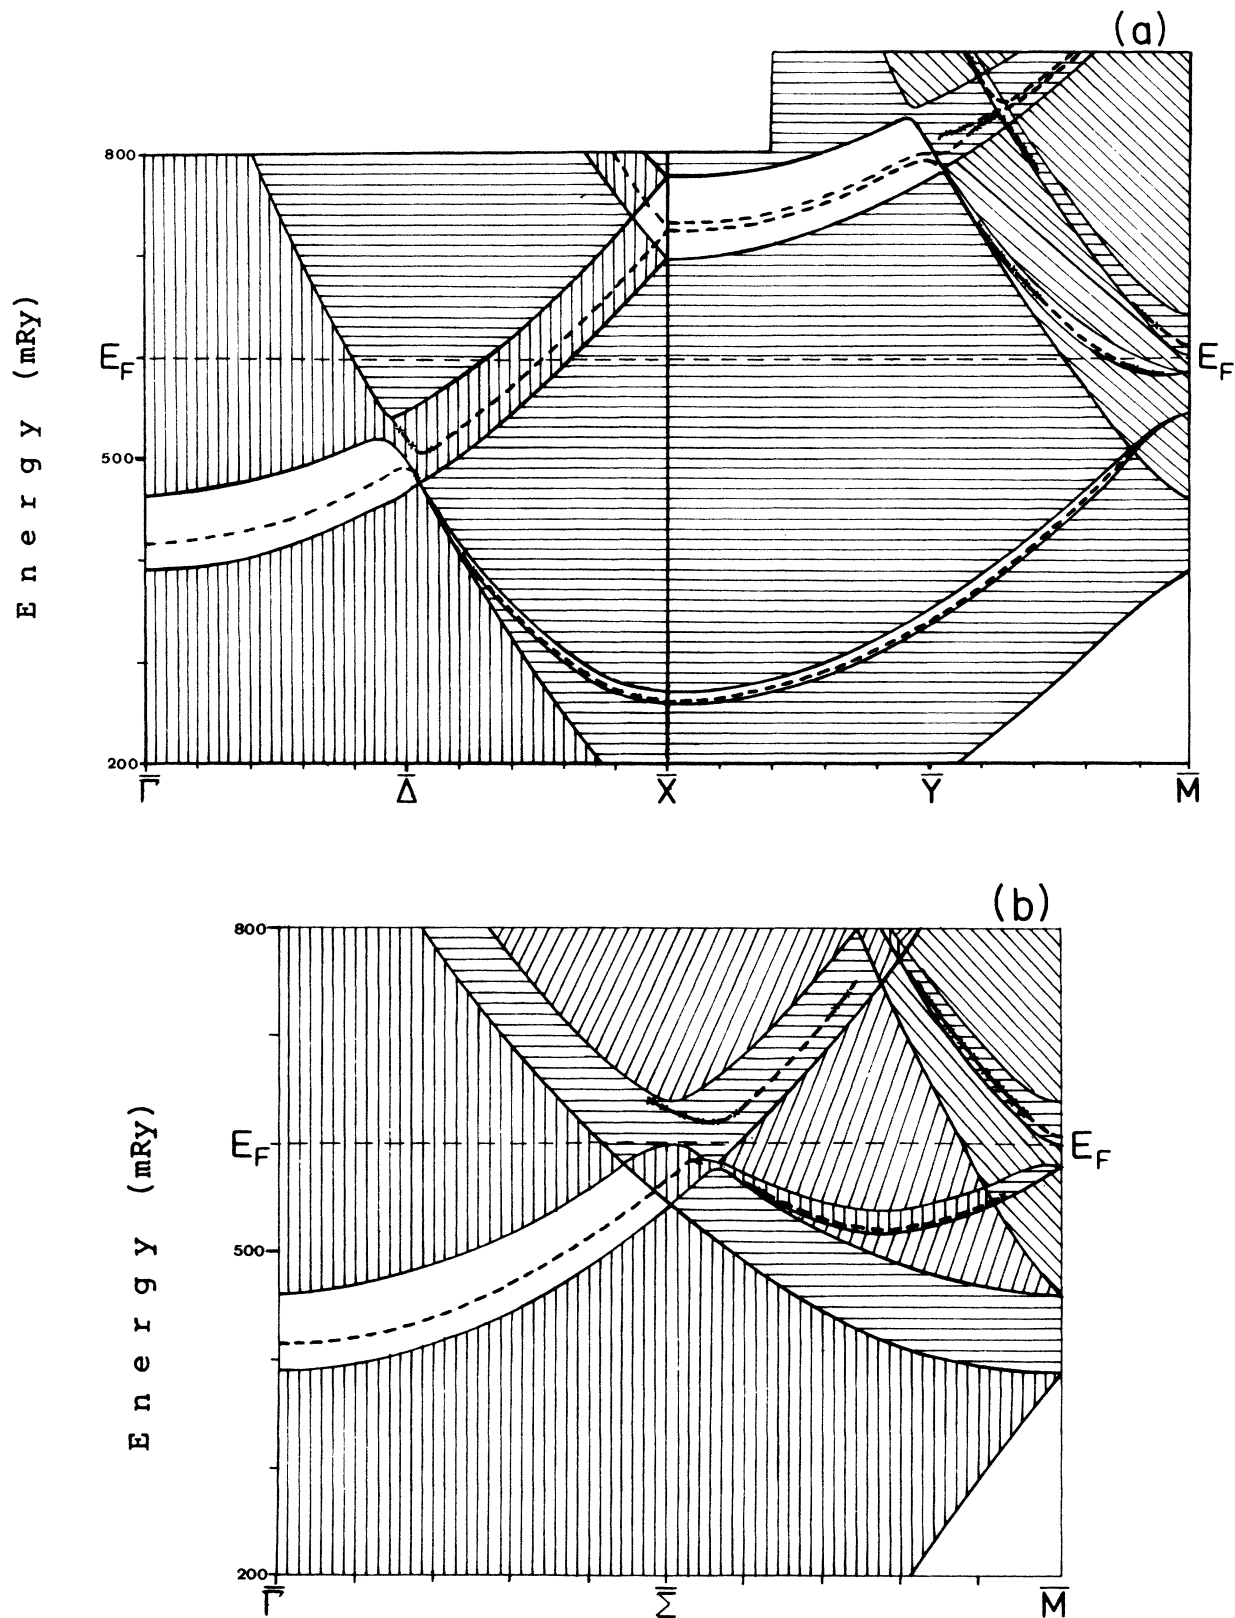 (a)
800
E_F
E_F
500
200
Γ̄ Δ̄ X̄ Ȳ M̄
Energy (mRy)
(b)
800
E_F
E_F
500
200
Γ̄ Σ̄ M̄
Energy (mRy)